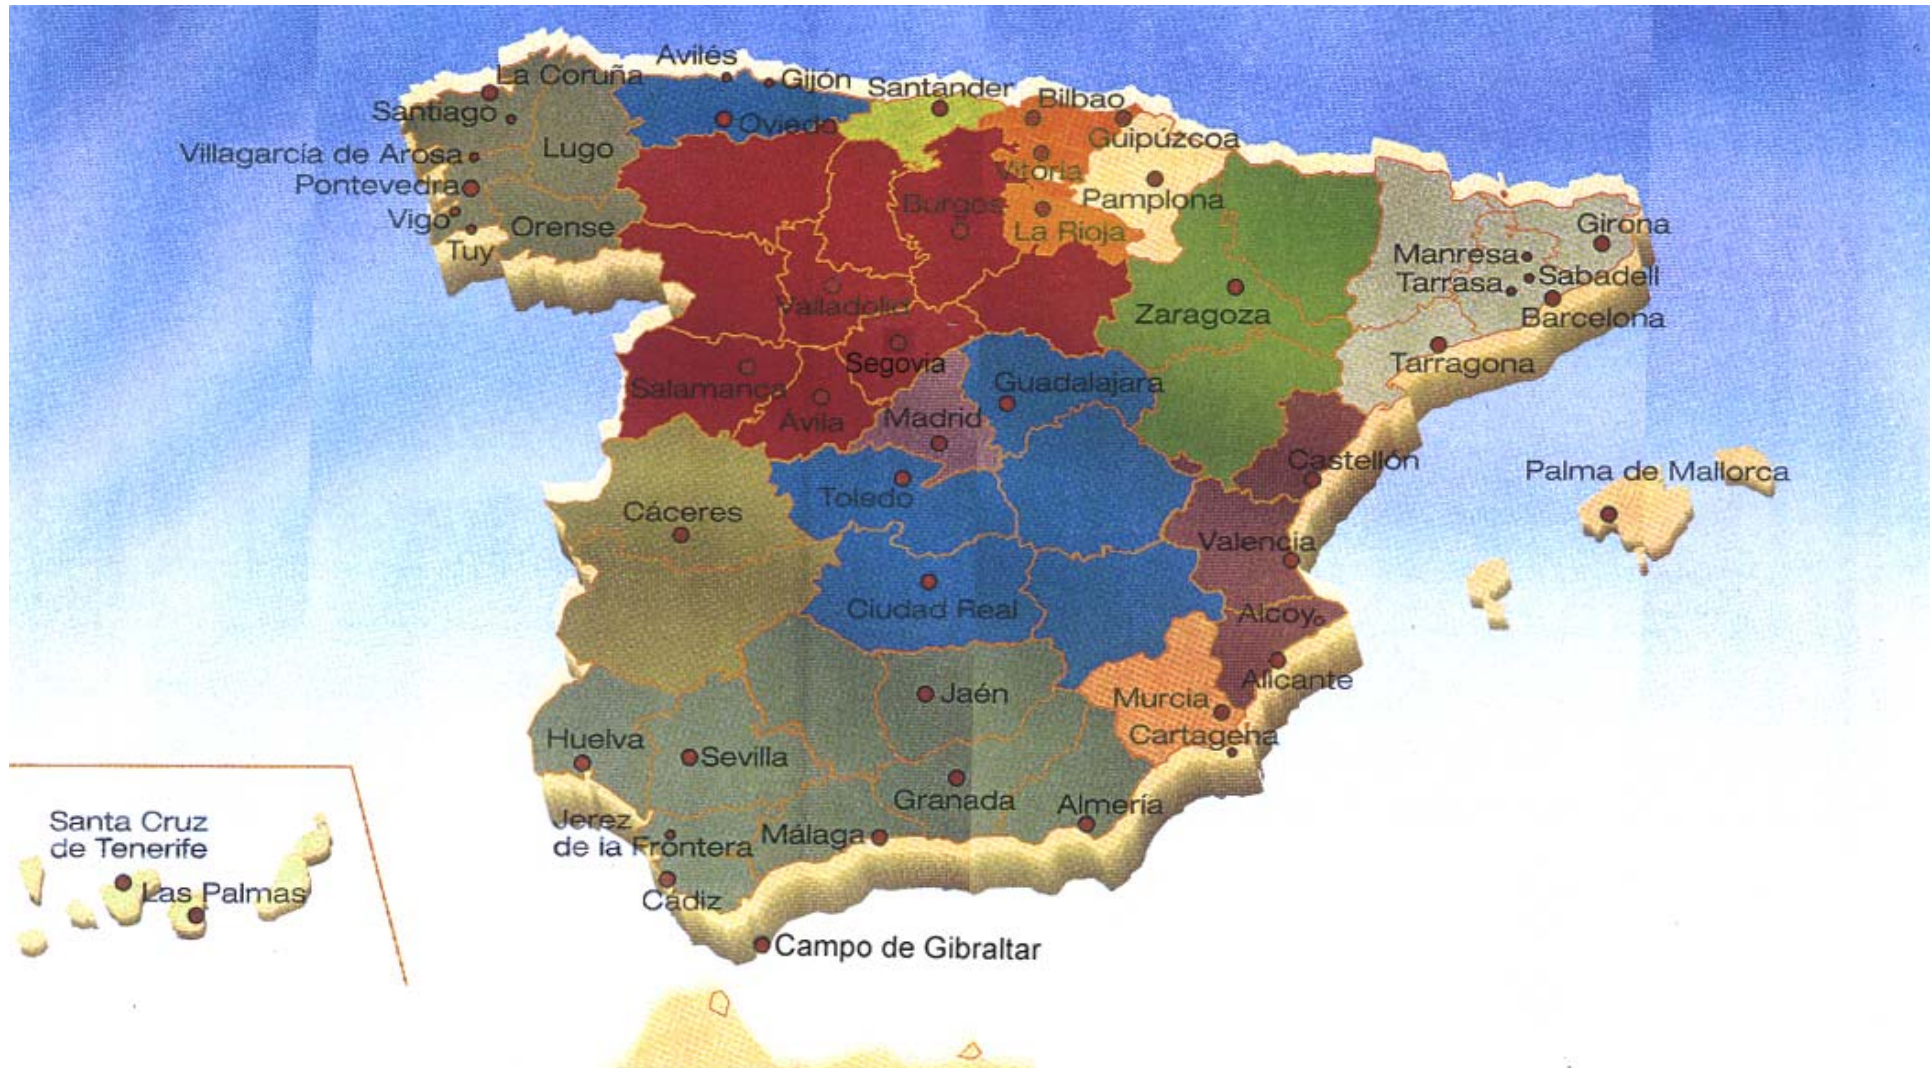 Avilés
La Coruña
Gijón
Santander
Bilbao
Santiago
Oviedo
Guipúzcoa
Lugo
Villagarcía de Arosa
Vitoria
Pontevedra
Pamplona
Burgos
Vigo
Orense
La Rioja
Girona
Tuy
Manresa
Sabadell
Tarrasa
Valladolid
Zaragoza
Barcelona
Segovia
Tarragona
Salamanca
Guadalajara
Avila
Madrid
Castellón
Palma de Mallorca
Toledo
Cáceres
Valencia
Ciudad Real
Alcoy
Jaén
Alicante
Murcia
Huelva
Cartagena
Sevilla
Granada
Almería
Santa Cruz
de Tenerife
Jerez
de la Frontera
Málaga
Las Palmas
Cádiz
Campo de Gibraltar